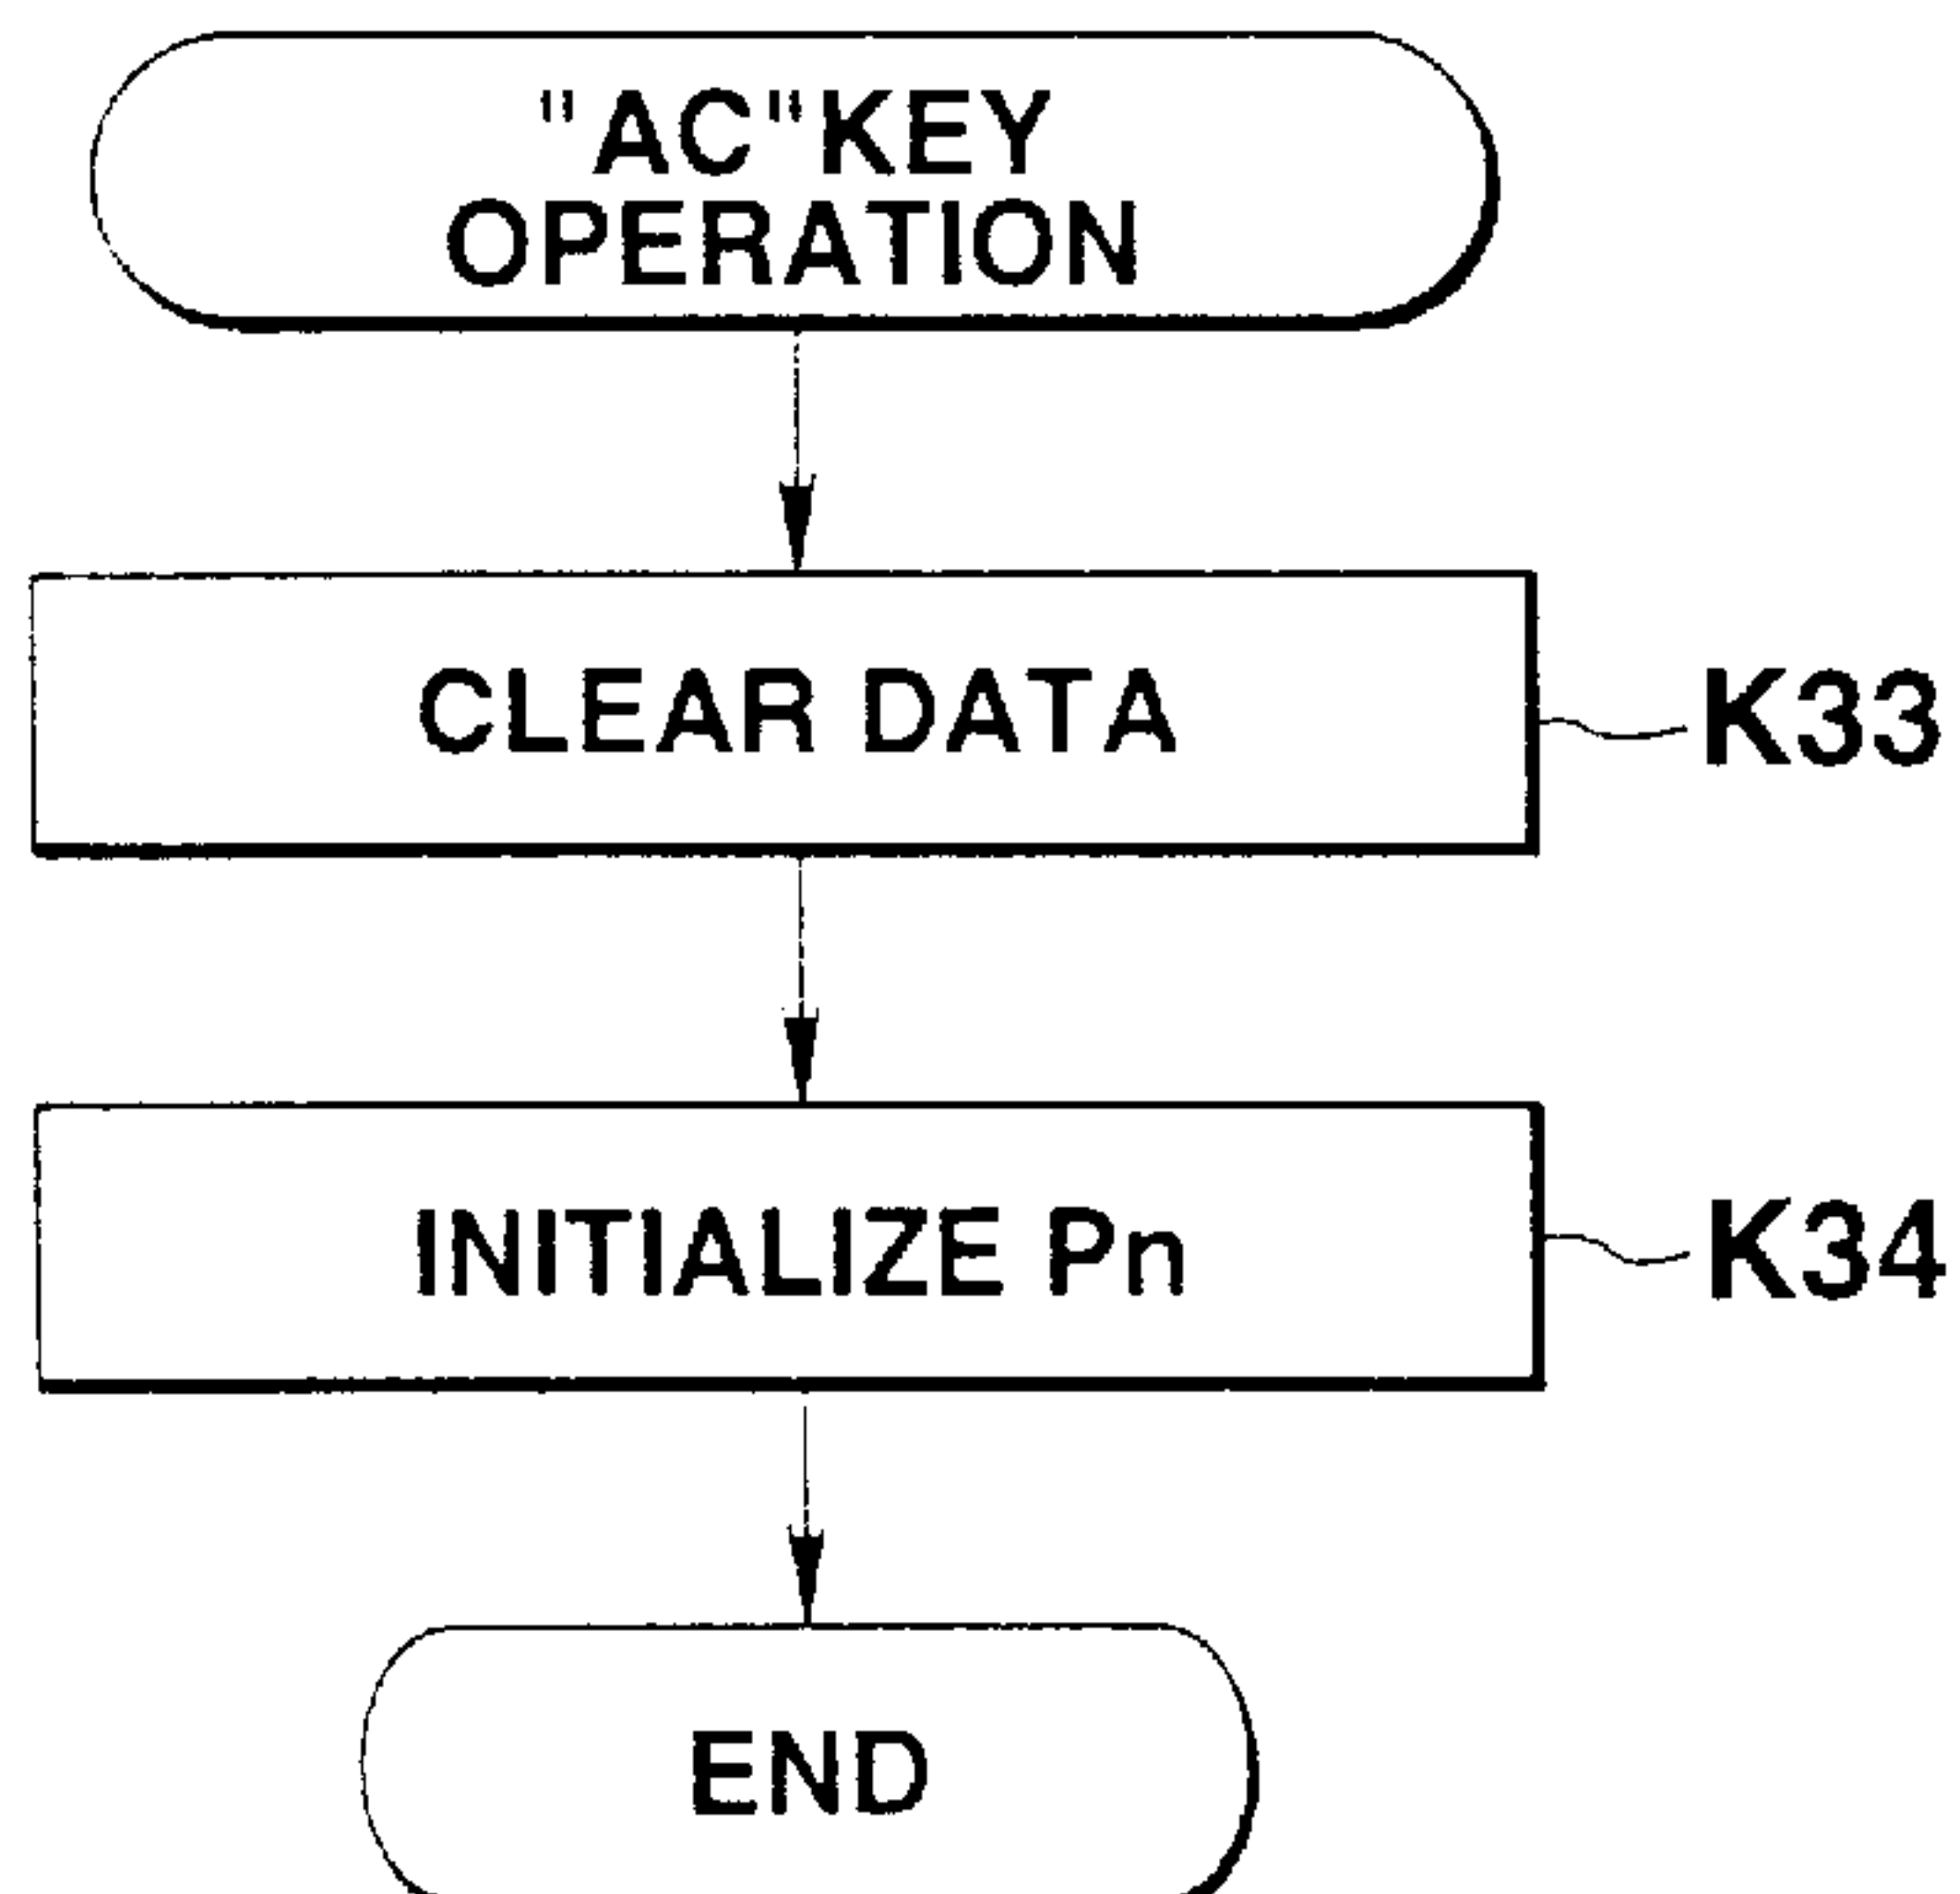 "AC"KEY
OPERATION
CLEAR DATA
K33
INITIALIZE Pn
K34
END